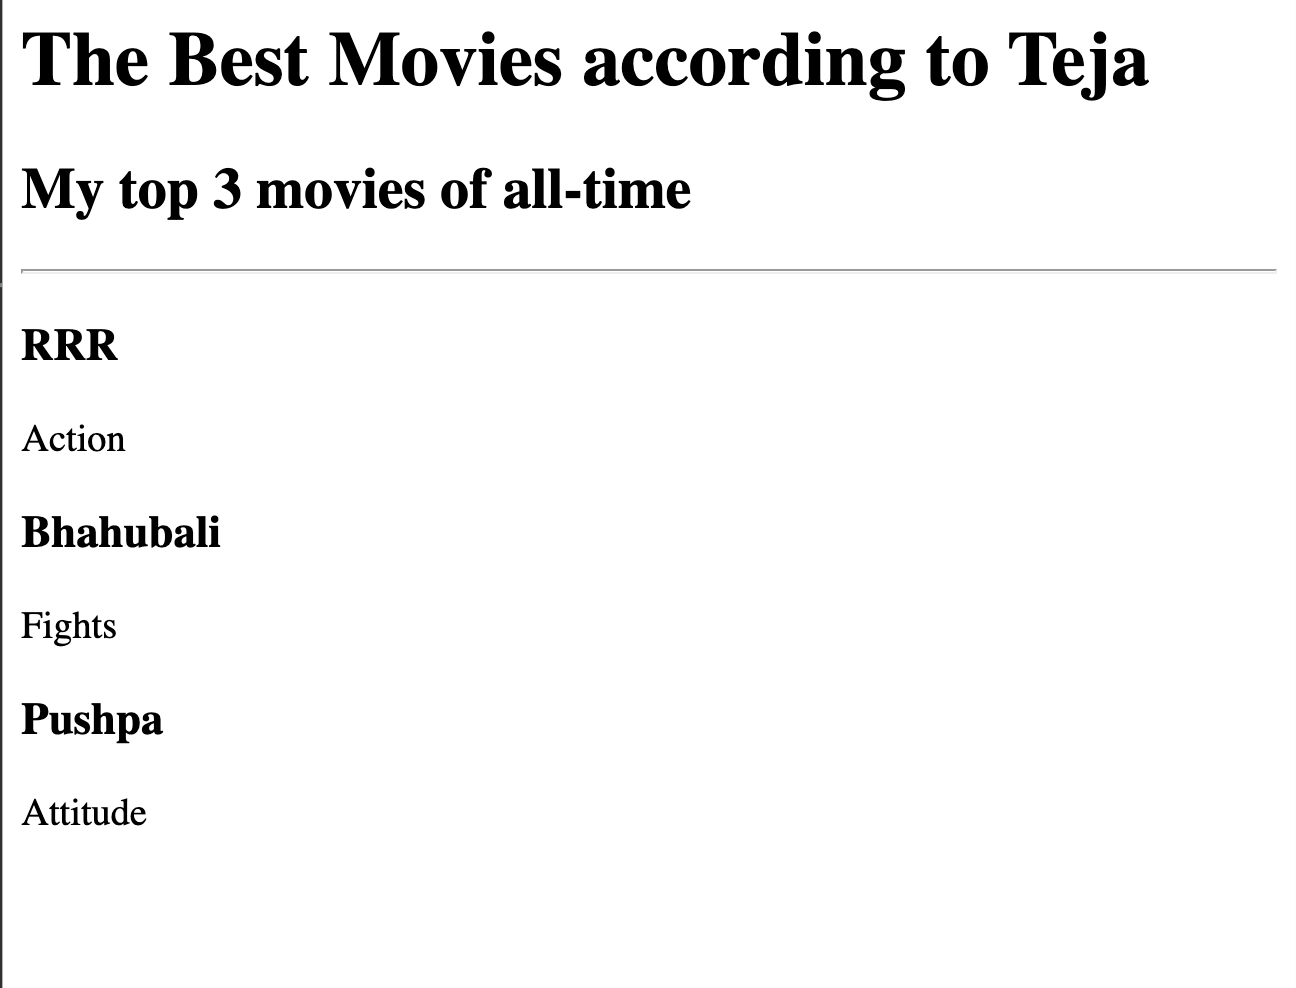 The Best Movies according to Teja
My top 3 movies of all-time
RRR
Action
Bhahubali
Fights
Pushpa
Attitude